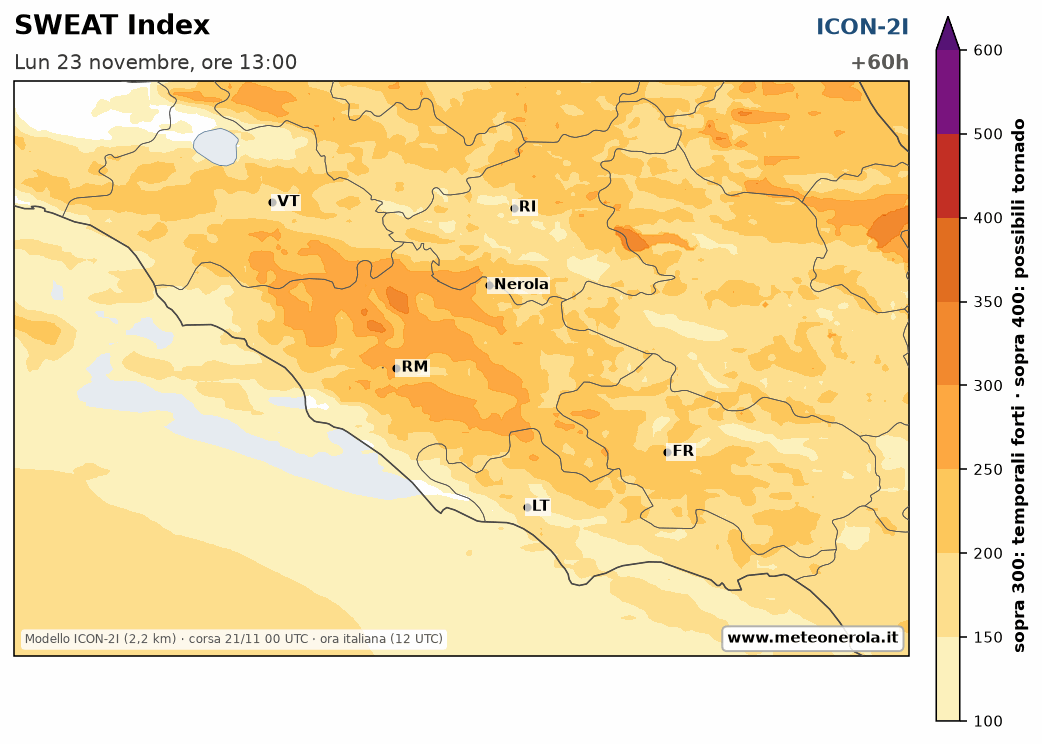 SWEAT Index
ICON-2I
Lun 23 novembre, ore 13:00
+60h
VT
RI
Nerola
RM
FR
LT
Modello ICON-2I (2,2 km) · corsa 21/11 00 UTC · ora italiana (12 UTC)
www.meteonerola.it
600
500
400
350
300
250
200
150
100
sopra 300: temporali forti · sopra 400: possibili tornado